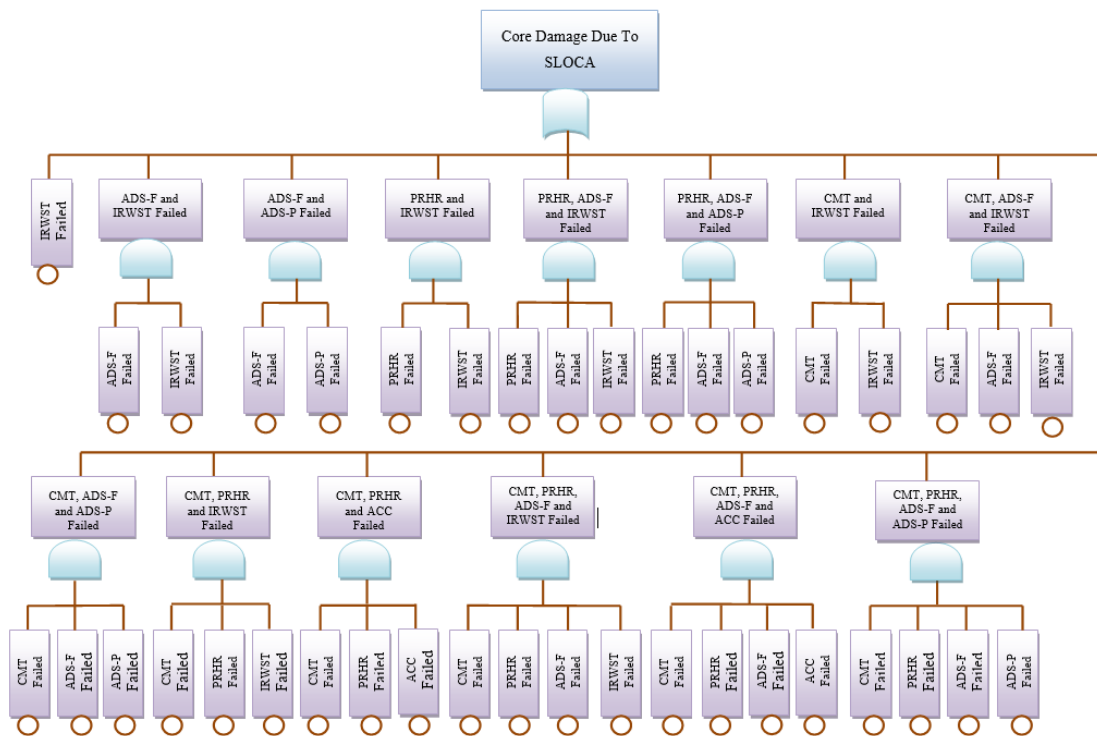 Core Damage Due To
SLOCA
IRWST
Failed
ADS-F and
IRWST Failed
ADS-F and
ADS-P Failed
PRHR and
IRWST Failed
PRHR, ADS-F
and IRWST
Failed
PRHR, ADS-F
and ADS-P
Failed
CMT and
IRWST Failed
CMT, ADS-F
and IRWST
Failed
ADS-F
Failed
IRWST
Failed
ADS-F
Failed
ADS-P
Failed
PRHR
Failed
IRWST
Failed
PRHR
Failed
ADS-F
Failed
IRWST
Failed
PRHR
Failed
ADS-F
Failed
ADS-P
Failed
CMT
Failed
IRWST
Failed
CMT
Failed
ADS-F
Failed
IRWST
Failed
CMT, ADS-F
and ADS-P
Failed
CMT, PRHR
and IRWST
Failed
CMT, PRHR
and ACC
Failed
CMT, PRHR,
ADS-F and
IRWST Failed
CMT, PRHR,
ADS-F and
ACC Failed
CMT, PRHR,
ADS-F and
ADS-P Failed
CMT
Failed
ADS-F
Failed
ADS-P
Failed
CMT
Failed
PRHR
Failed
IRWST
Failed
CMT
Failed
PRHR
Failed
ACC
Failed
CMT
Failed
PRHR
Failed
ADS-F
Failed
IRWST
Failed
CMT
Failed
PRHR
Failed
ADS-F
Failed
ACC
Failed
CMT
Failed
PRHR
Failed
ADS-F
Failed
ADS-P
Failed